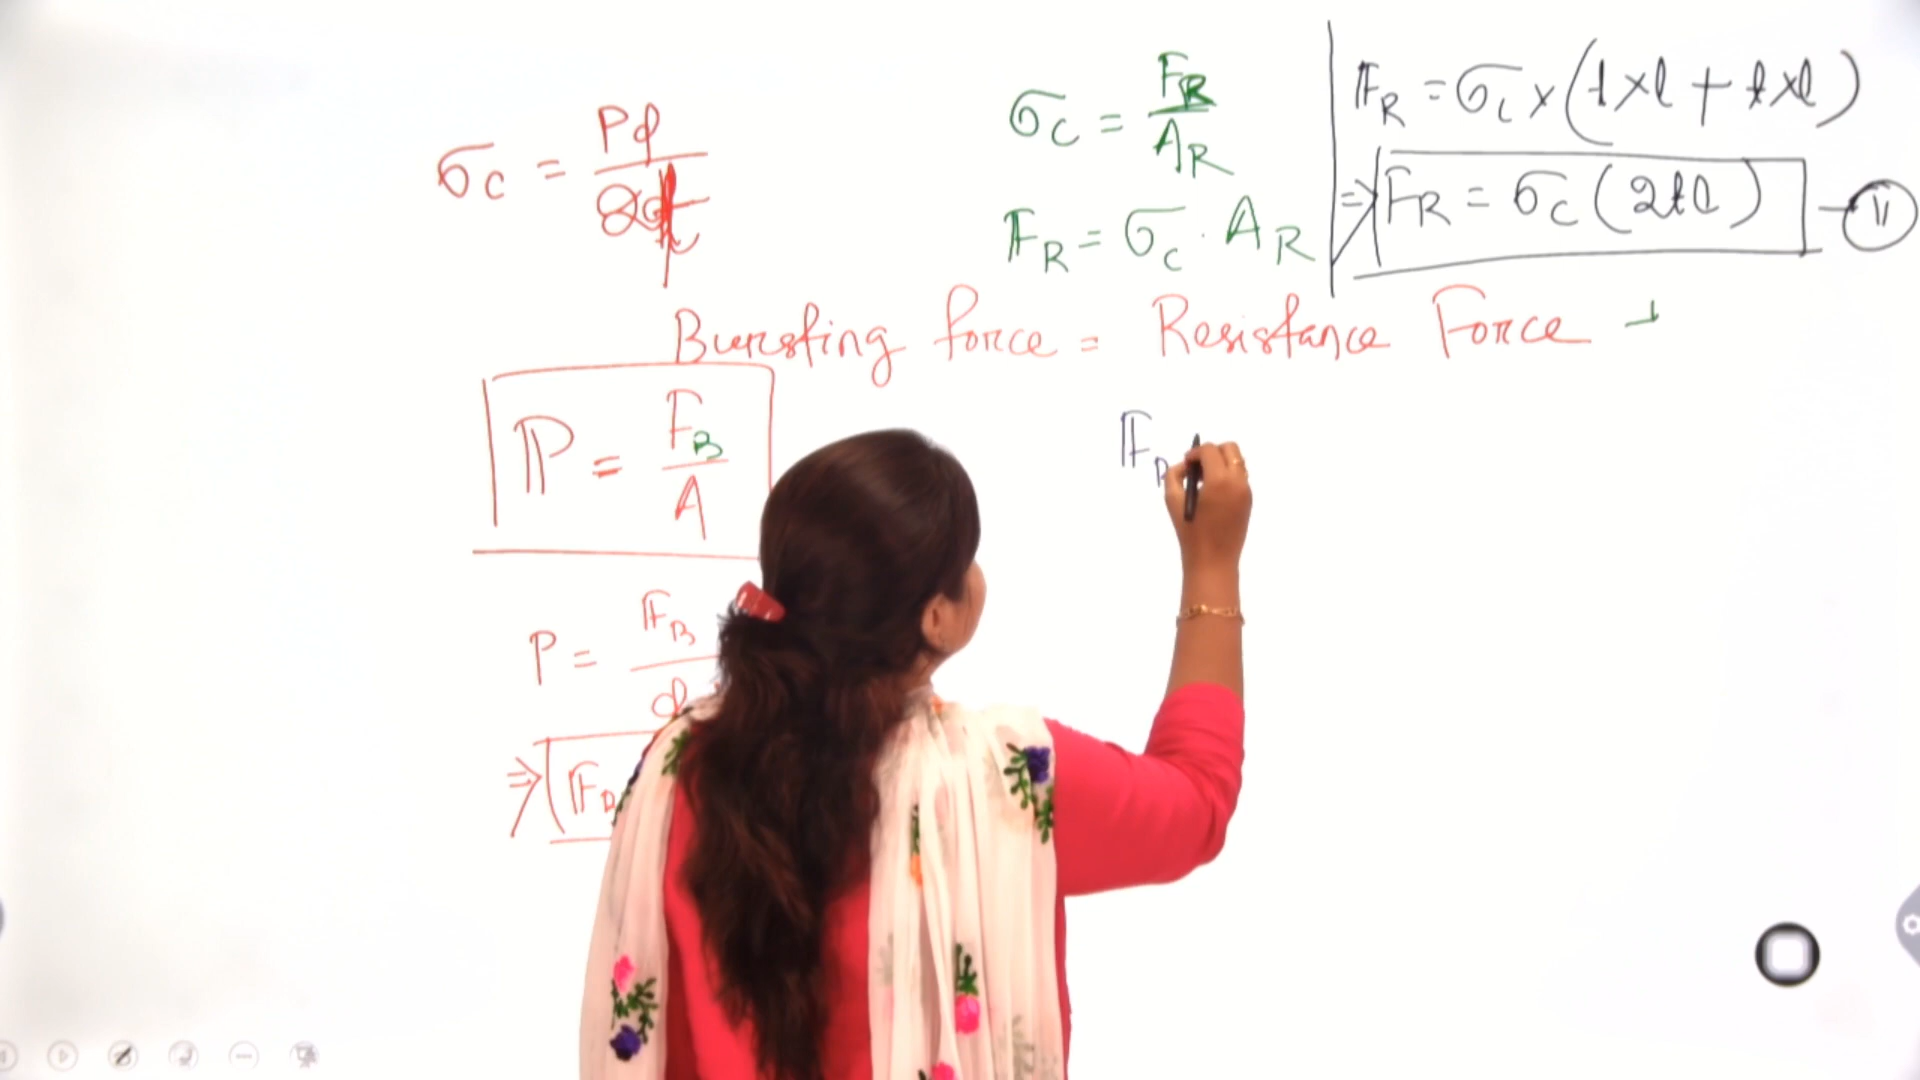 σc = Pd / 2t
σc = FR / AR
FR = σc · AR
FR = σc × (t×l + t×l)
⇒ FR = σc (2tl) - II
Bursting force = Resistance Force
P = FB / A
FB
P = FB / d
⇒ FB